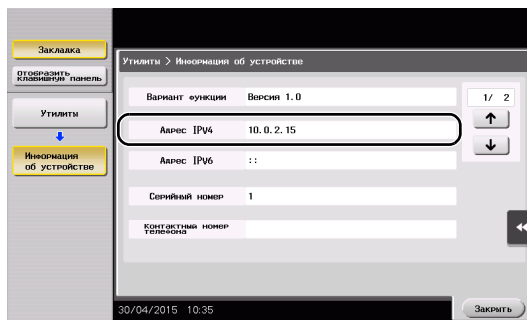 Закладка
Отобразить
клавишную панель
Утилиты
Информация
об устройстве
Утилиты > Информация об устройстве
Вариант функции Версия 1.0
Адрес IPV4 10.0.2.15
Адрес IPV6 ::
Серийный номер 1
Контактный номер
телефона
1/ 2
30/04/2015 10:35
Закрыть